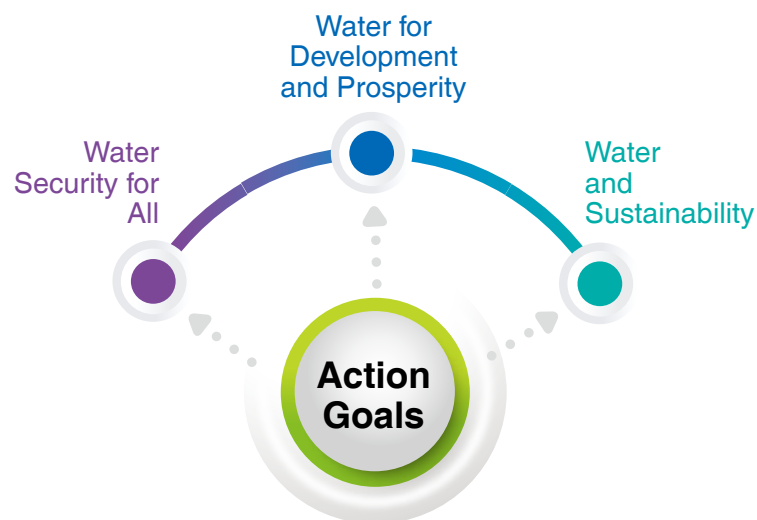 Water for
Development
and Prosperity
Water
Security for
All
Water
and
Sustainability
Action
Goals